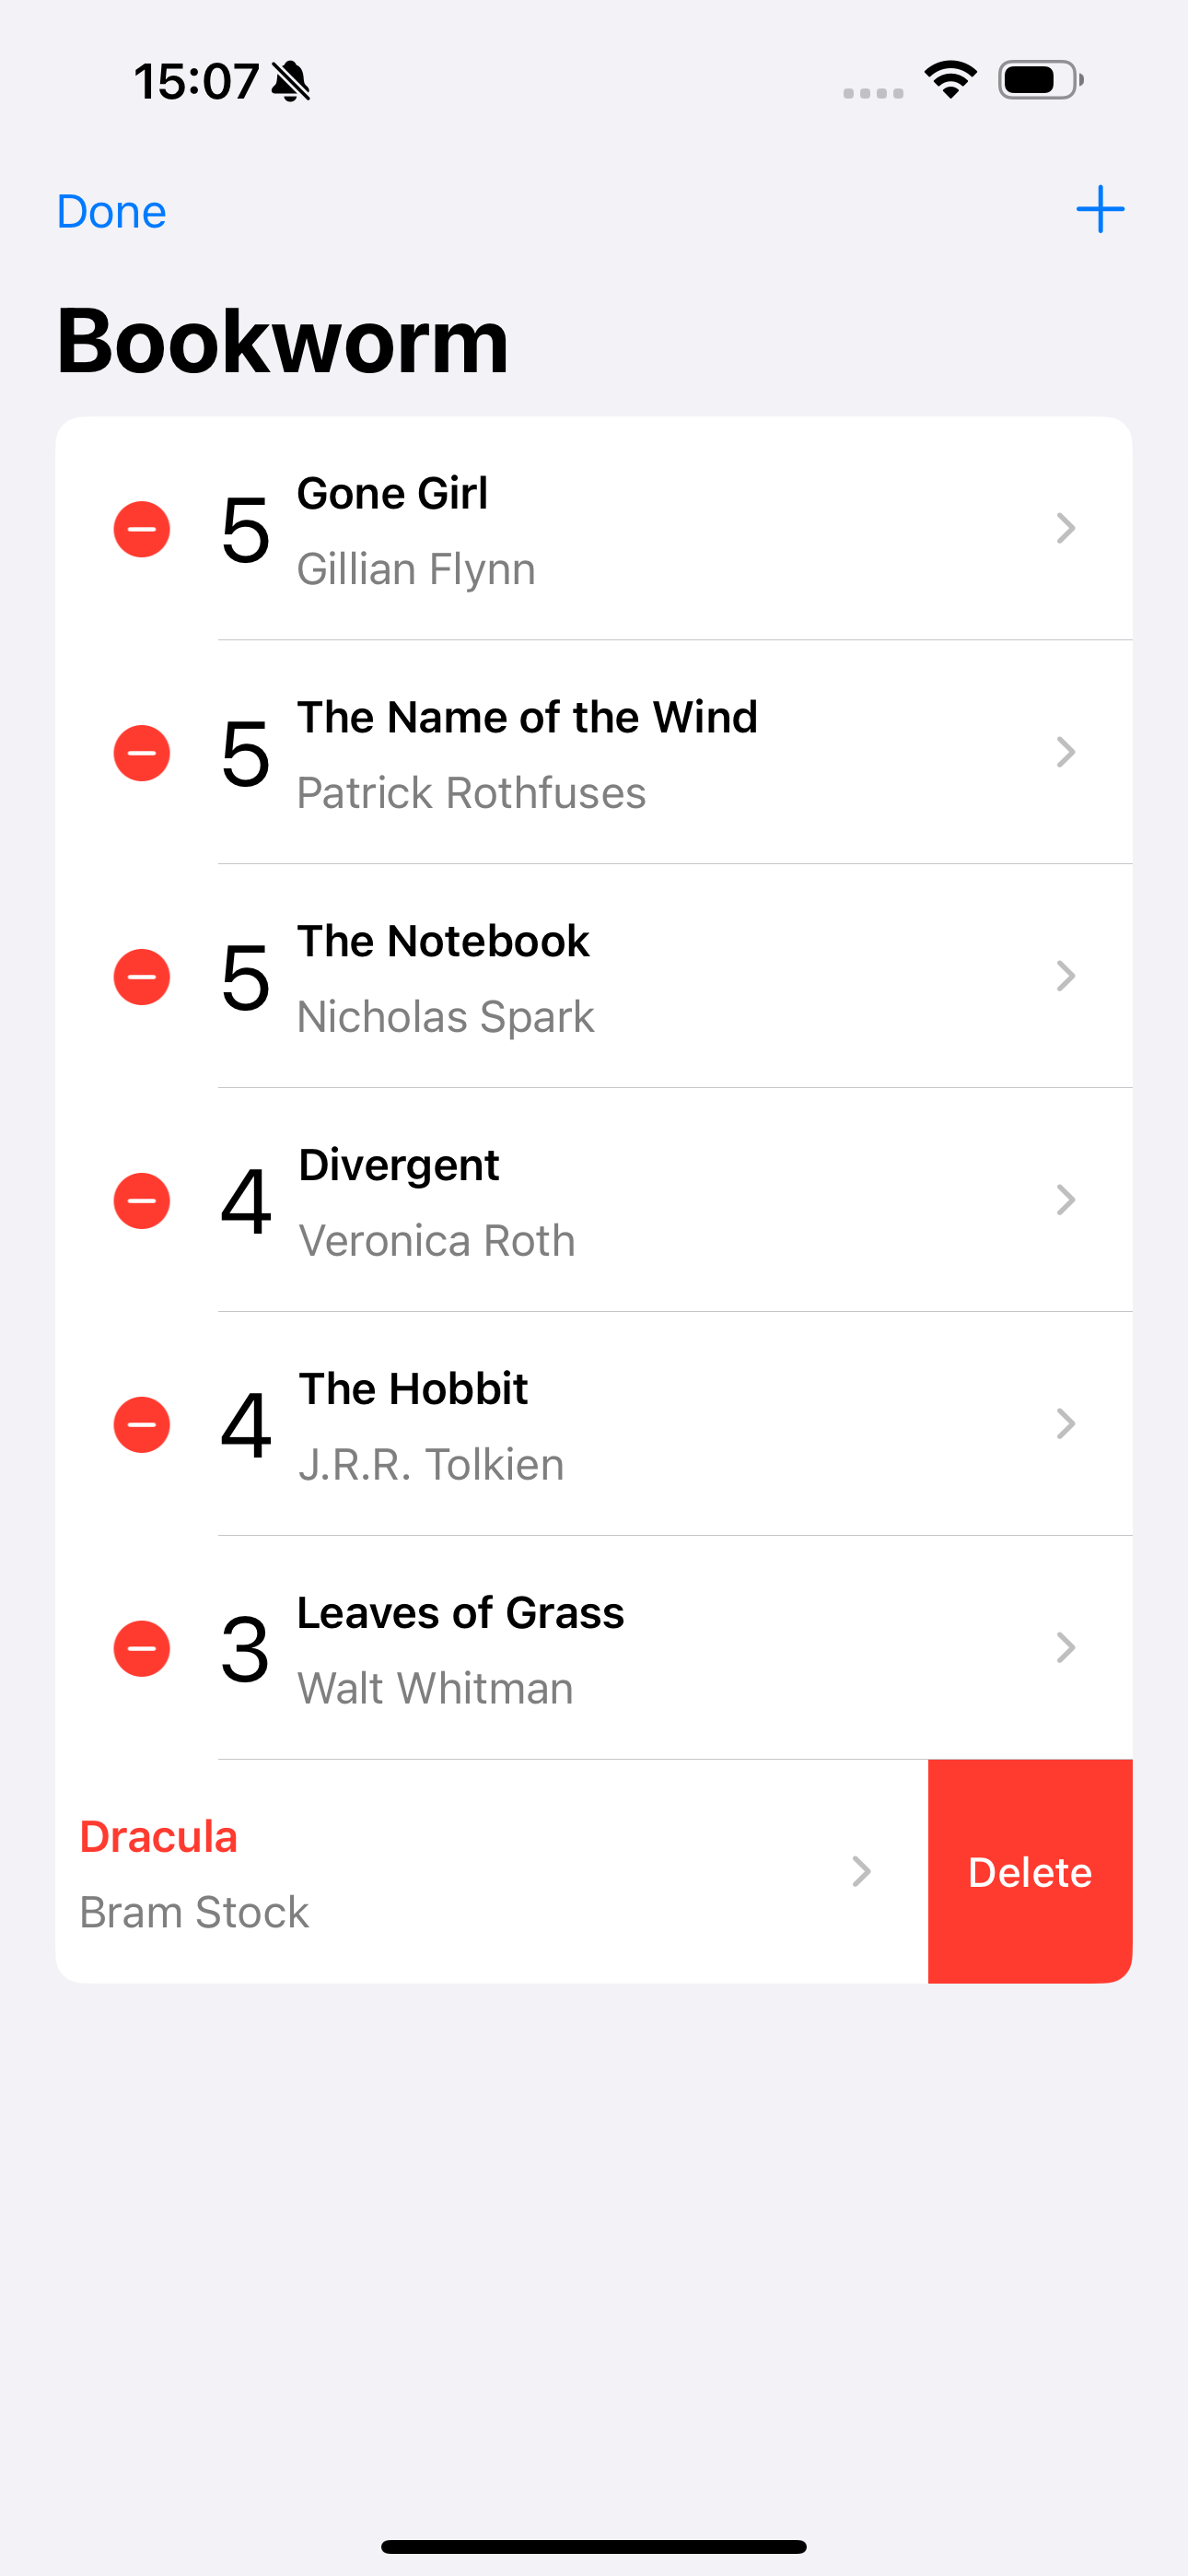 15:07
Done
Bookworm
5
Gone Girl
Gillian Flynn
5
The Name of the Wind
Patrick Rothfuses
5
The Notebook
Nicholas Spark
4
Divergent
Veronica Roth
4
The Hobbit
J.R.R. Tolkien
3
Leaves of Grass
Walt Whitman
Dracula
Bram Stock
Delete